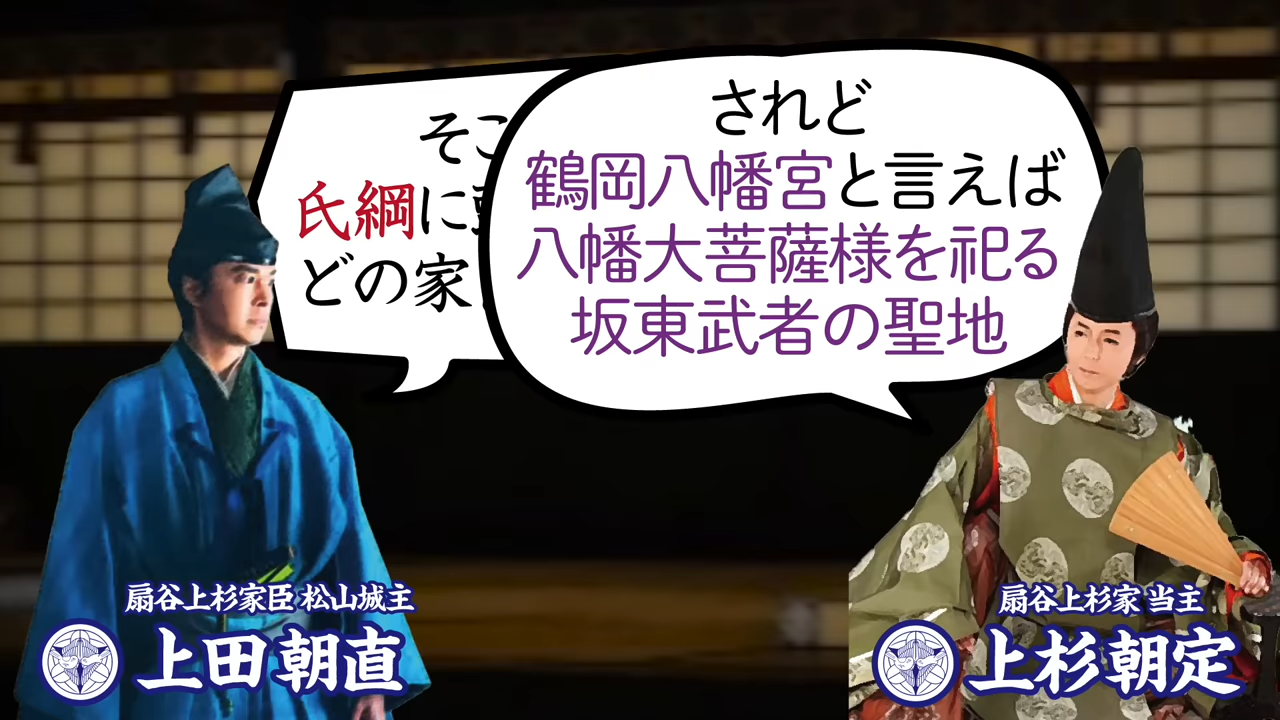 そこ
氏綱に
どの家
されど
鶴岡八幡宮と言えば
八幡大菩薩様を祀る
坂東武者の聖地
扇谷上杉家臣 松山城主
上田 朝直
扇谷上杉家 当主
上杉 朝定